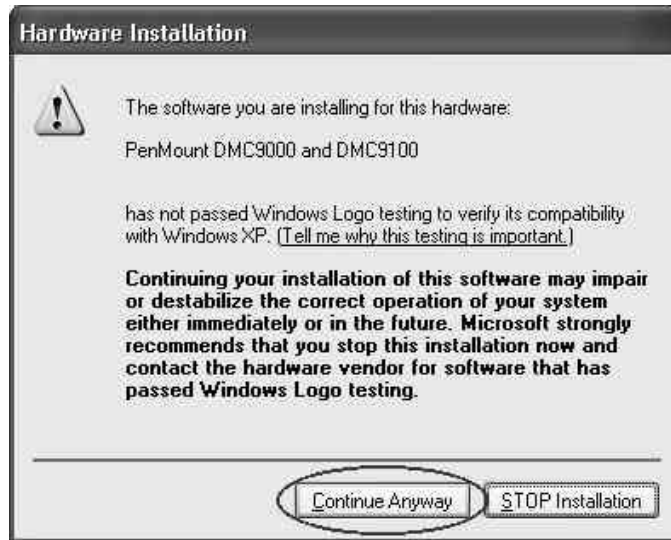 Hardware Installation
The software you are installing for this hardware:
PenMount DMC9000 and DMC9100
has not passed Windows Logo testing to verify its compatibility
with Windows XP. (Tell me why this testing is important.)
Continuing your installation of this software may impair
or destabilize the correct operation of your system
either immediately or in the future. Microsoft strongly
recommends that you stop this installation now and
contact the hardware vendor for software that has
passed Windows Logo testing.
Continue Anyway STOP Installation